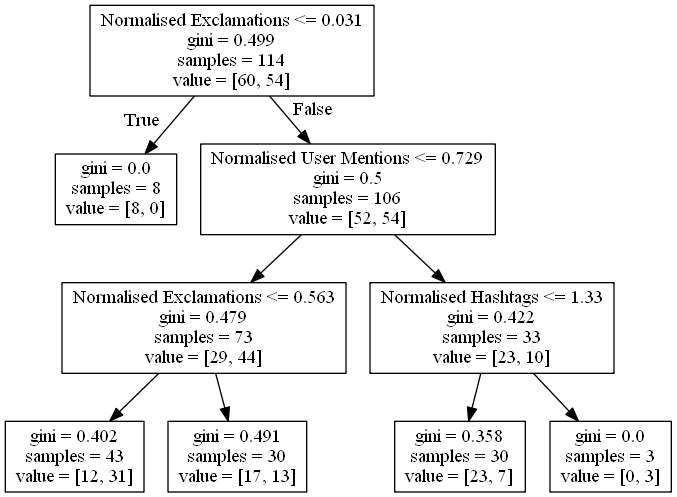 Normalised Exclamations <= 0.031
gini = 0.499
samples = 114
value = [60, 54]
True
False
gini = 0.0
samples = 8
value = [8, 0]
Normalised User Mentions <= 0.729
gini = 0.5
samples = 106
value = [52, 54]
Normalised Exclamations <= 0.563
gini = 0.479
samples = 73
value = [29, 44]
Normalised Hashtags <= 1.33
gini = 0.422
samples = 33
value = [23, 10]
gini = 0.402
samples = 43
value = [12, 31]
gini = 0.491
samples = 30
value = [17, 13]
gini = 0.358
samples = 30
value = [23, 7]
gini = 0.0
samples = 3
value = [0, 3]